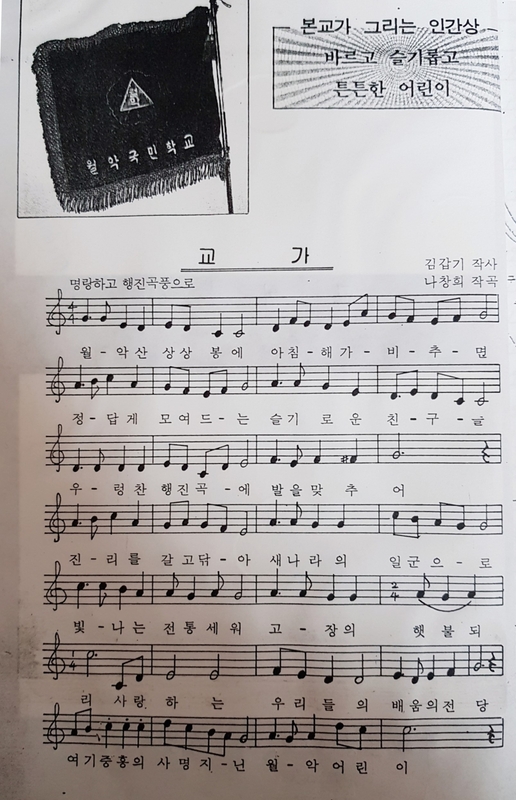 월악국민학교
본교가 그리는 인간상
바르고 슬기롭고
튼튼한 어린이
교 가
김갑기 작사
명랑하고 행진곡풍으로
나창희 작곡
월 - 악산 상상 봉에 아침 - 해가 - 비 - 추 - 면
정 - 답게 모여드 - 는 슬기 로운 친 - 구 - 들
우 - 렁찬 행진곡 - 에 발을맞 추 어
진 - 리를 갈고닦 - 아 새나라의 일군으 - 로
빛 - 나는 전통세워 고 - 장의 햇불되
리 사랑 하 는 우리들의 배움의전 당
여기중흥의 사명지 - 닌 월 - 악어린 이